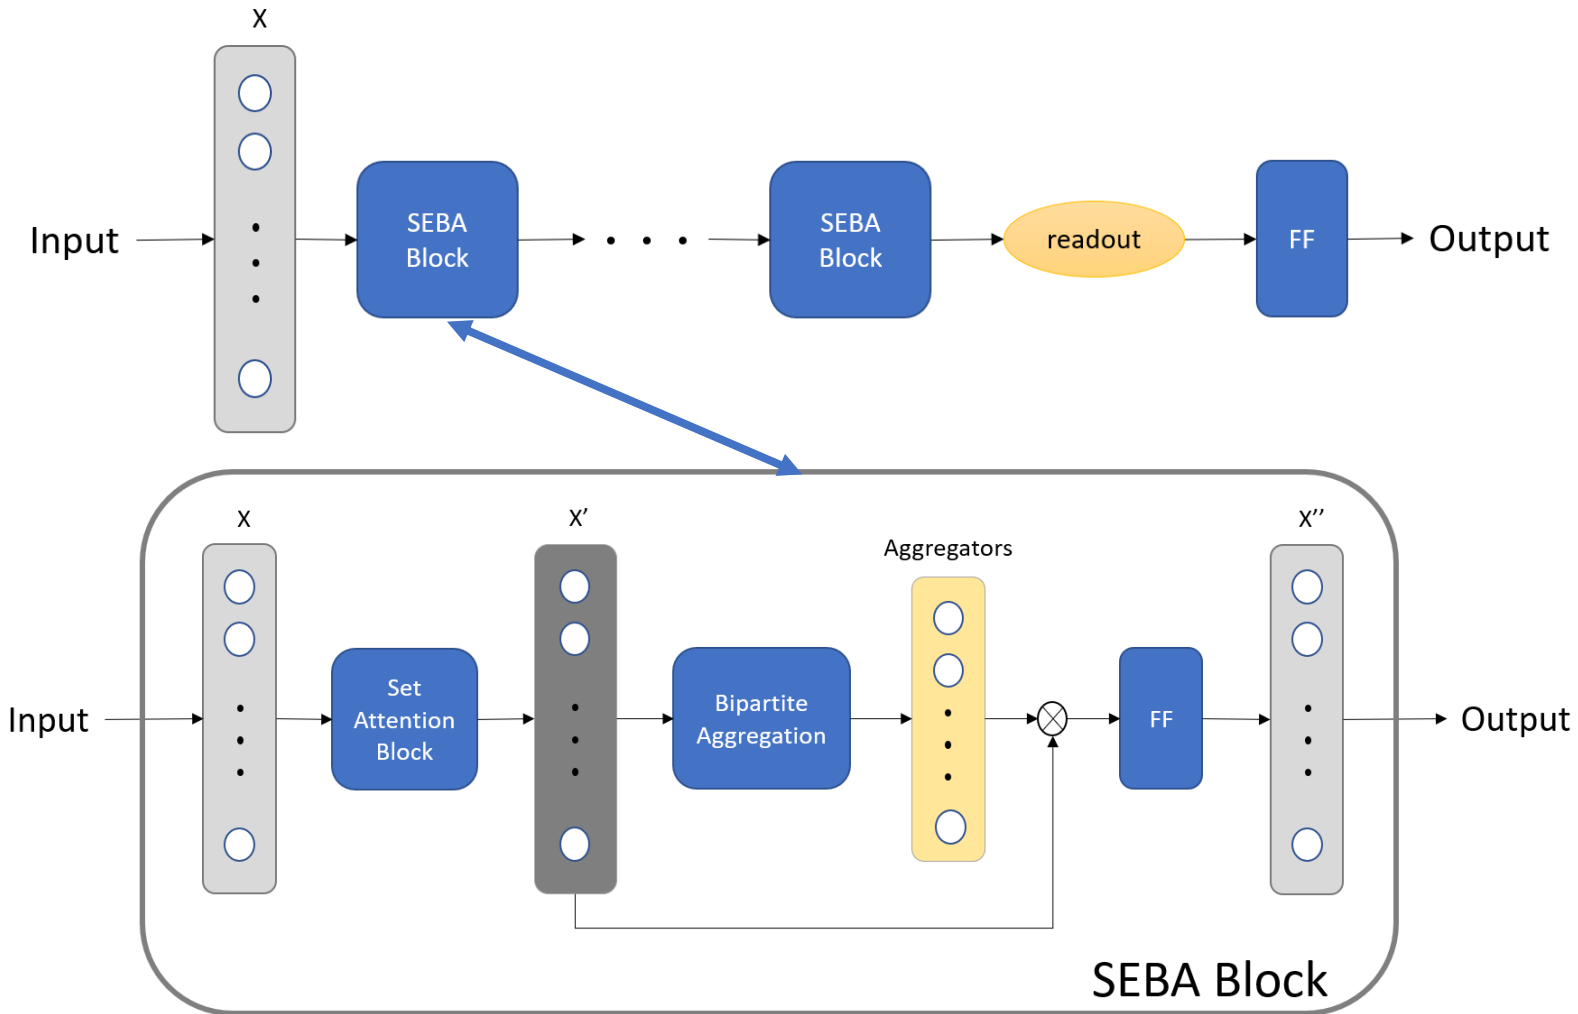 X
Input
SEBA
Block
SEBA
Block
readout
FF
Output
X
X’
Aggregators
X’’
Input
Set
Attention
Block
Bipartite
Aggregation
FF
Output
SEBA Block